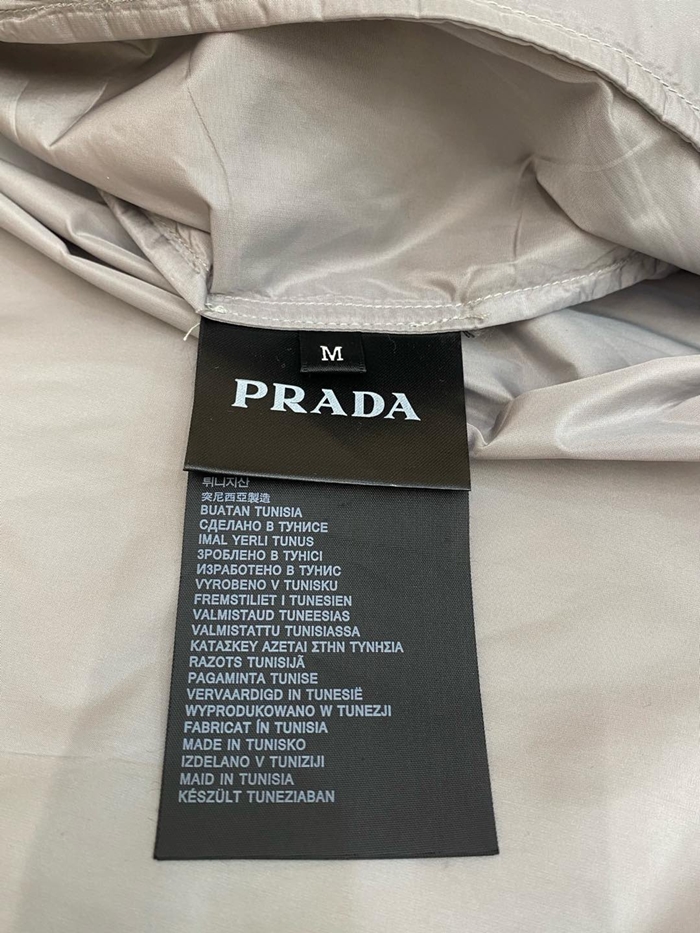 M
PRADA
튀니지산
突尼西亞製造
BUATAN TUNISIA
СДЕЛАНО В ТУНИСЕ
IMAL YERLI TUNUS
ЗРОБЛЕНО В ТУНІСІ
ИЗРАБОТЕНО В ТУНИС
VYROBENO V TUNISKU
FREMSTILIET I TUNESIEN
VALMISTAUD TUNEESIAS
VALMISTATTU TUNISIASSA
ΚΑΤΑΣΚΕΥ ΑΖΕΤΑΙ ΣΤΗΝ ΤΥΝΗΣΙΑ
RAZOTS TUNISIJĀ
PAGAMINTA TUNISE
VERVAARDIGD IN TUNESIË
WYPRODUKOWANO W TUNEZJI
FABRICAT ÍN TUNISIA
MADE IN TUNISKO
IZDELANO V TUNIZIJI
MAID IN TUNISIA
KÉSZÜLT TUNEZIABAN